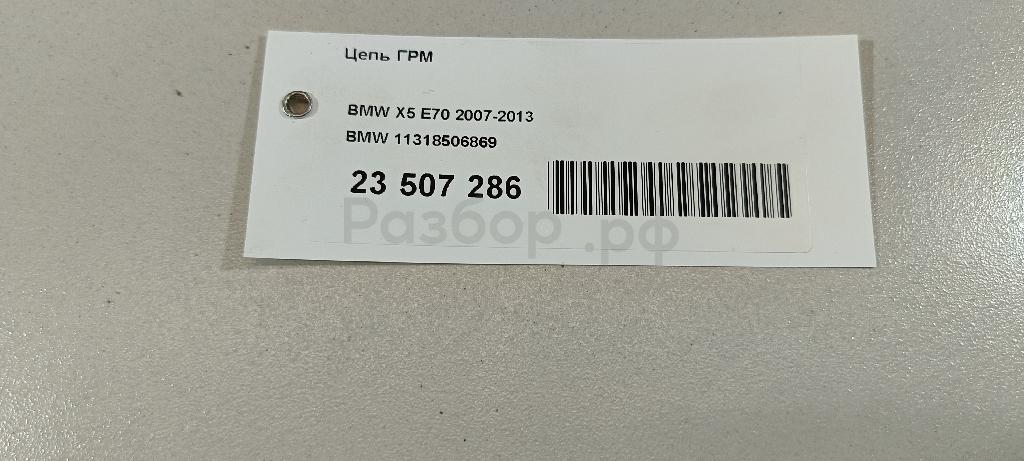 Цепь ГРМ
BMW X5 E70 2007-2013
BMW 11318506869
23 507 286
Разбор.рф